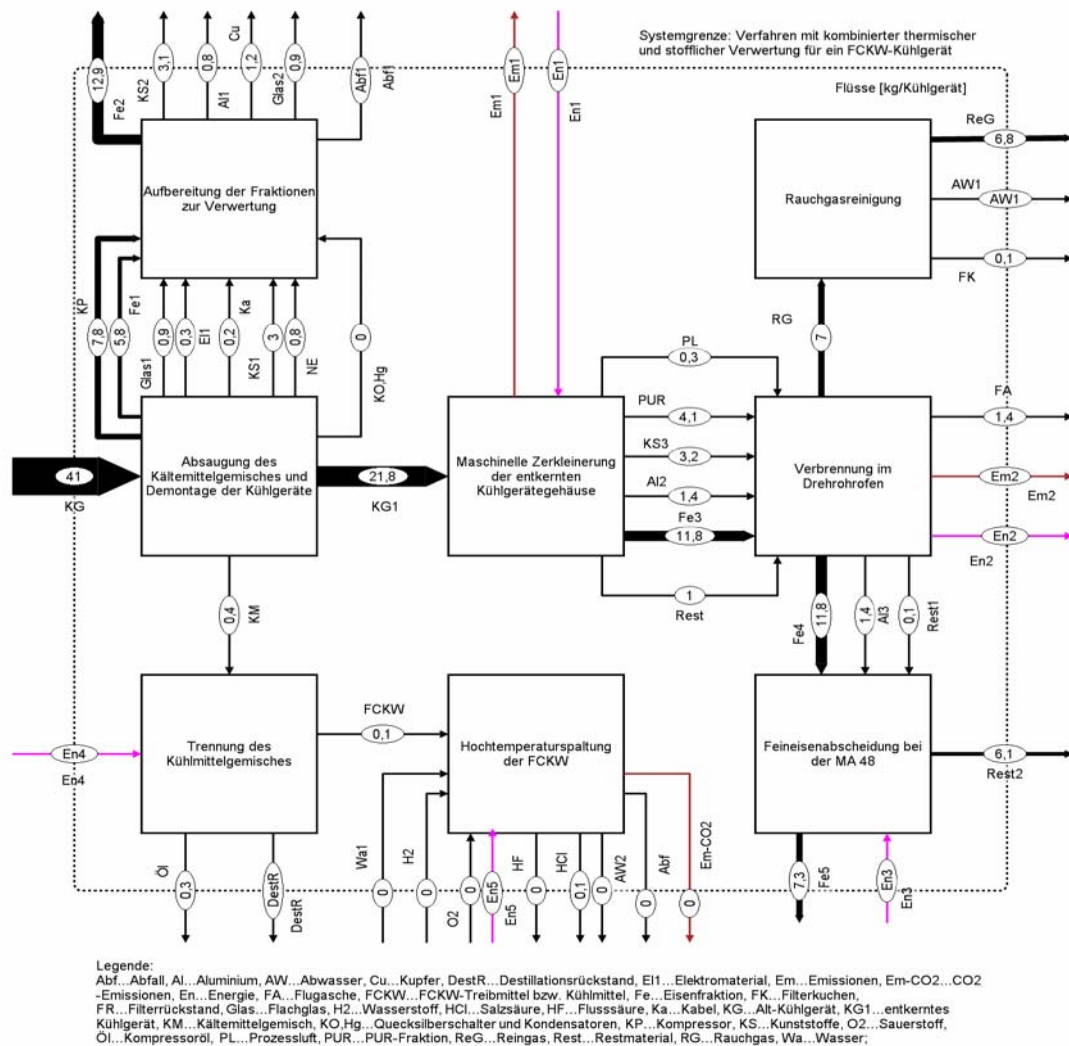 Systemgrenze: Verfahren mit kombinierter thermischer
und stofflicher Verwertung für ein FCKW-Kühlgerät
Flüsse [kg/Kühlgerät]
12,9
Fe2
KS2
3,1
Al1
0,8
Cu
1,2
Glas2
0,9
Abf1
Abf1
Em1
Em1
En1
En1
ReG
6,8
AW1
AW1
0,1
FK
Aufbereitung der Fraktionen
zur Verwertung
Rauchgasreinigung
KP
7,8
Fe1
5,8
Glas1
0,9
0,3
El1
0,2
Ka
KS1
3
0,8
NE
0
KO,Hg
RG
7
PL
0,3
PUR
4,1
KS3
3,2
Al2
1,4
Fe3
11,8
1
Rest
FA
1,4
Em2
Em2
En2
En2
41
KG
Absaugung des
Kältemittelgemisches und
Demontage der Kühlgeräte
21,8
KG1
Maschinelle Zerkleinerung
der entkernten
Kühlgerätegehäuse
Verbrennung im
Drehrohrofen
0,4
KM
Fe4
11,8
1,4
Al3
0,1
Rest1
En4
En4
Trennung des
Kühlmittelgemisches
FCKW
0,1
Hochtemperaturspaltung
der FCKW
Feineisenabscheidung bei
der MA 48
6,1
Rest2
Öl
0,3
DestR
DestR
Wa1
0
H2
0
O2
0
En5
En5
HF
0
HCl
0,1
AW2
0
Abf
0
Em-CO2
0
7,3
Fe5
En3
En3
Legende:
Abf...Abfall, Al...Aluminium, AW...Abwasser, Cu...Kupfer, DestR...Destillationsrückstand, El1...Elektromaterial, Em...Emissionen, Em-CO2...CO2
-Emissionen, En...Energie, FA...Flugasche, FCKW...FCKW-Treibmittel bzw. Kühlmittel, Fe...Eisenfraktion, FK...Filterkuchen,
FR...Filterrückstand, Glas...Flachglas, H2...Wasserstoff, HCl...Salzsäure, HF...Flusssäure, Ka...Kabel, KG...Alt-Kühlgerät, KG1...entkerntes
Kühlgerät, KM...Kältemittelgemisch, KO,Hg...Quecksilberschalter und Kondensatoren, KP...Kompressor, KS...Kunststoffe, O2...Sauerstoff,
Öl...Kompressoröl, PL...Prozessluft, PUR...PUR-Fraktion, ReG...Reingas, Rest...Restmaterial, RG...Rauchgas, Wa...Wasser;